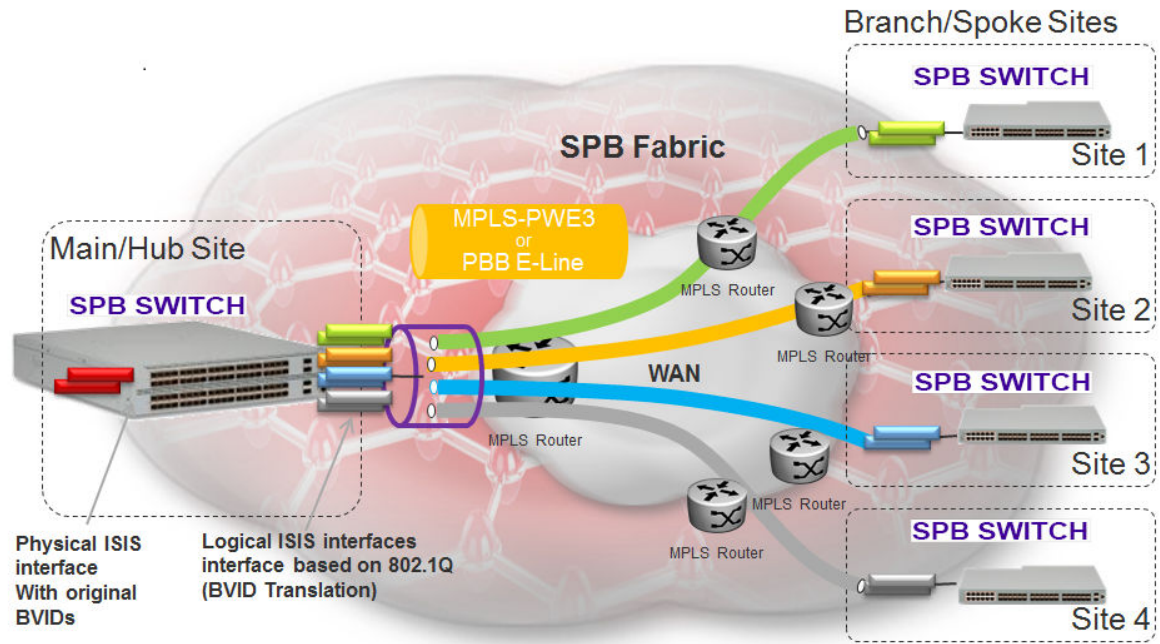 Branch/Spoke Sites
SPB SWITCH
Site 1
SPB Fabric
MPLS-PWE3
or
PBB E-Line
MPLS Router
SPB SWITCH
Site 2
MPLS Router
Main/Hub Site
SPB SWITCH
WAN
MPLS Router
SPB SWITCH
Site 3
MPLS Router
MPLS Router
SPB SWITCH
Site 4
Physical ISIS
interface
With original
BVIDs
Logical ISIS interfaces
interface based on 802.1Q
(BVID Translation)